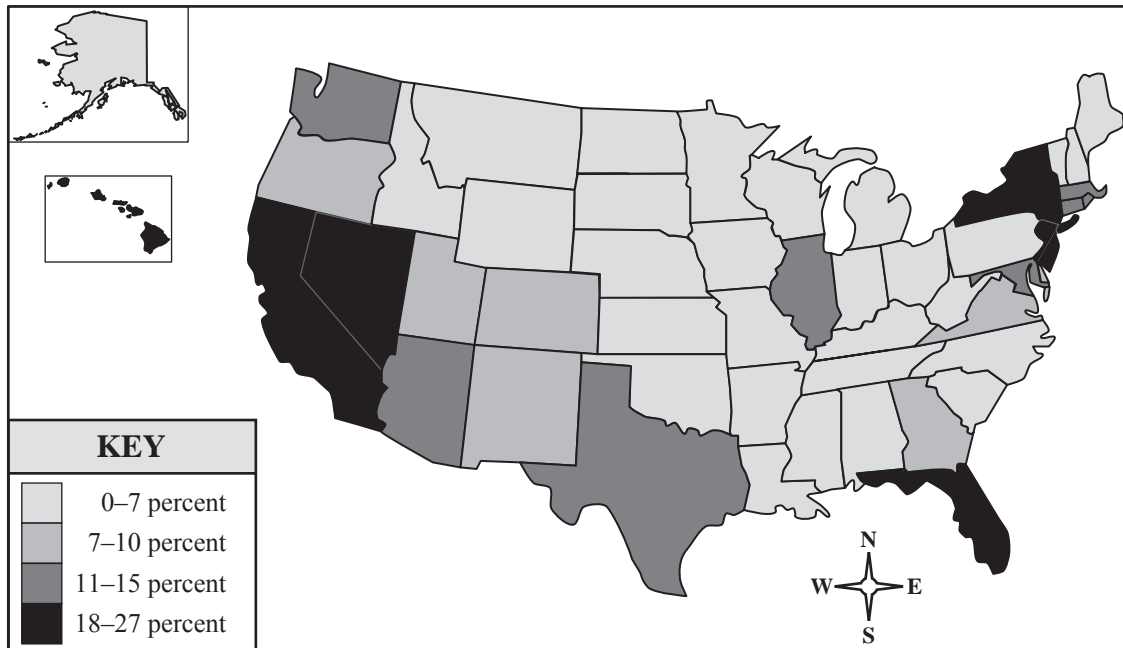 KEY
0–7 percent
7–10 percent
11–15 percent
18–27 percent
N
W E
S